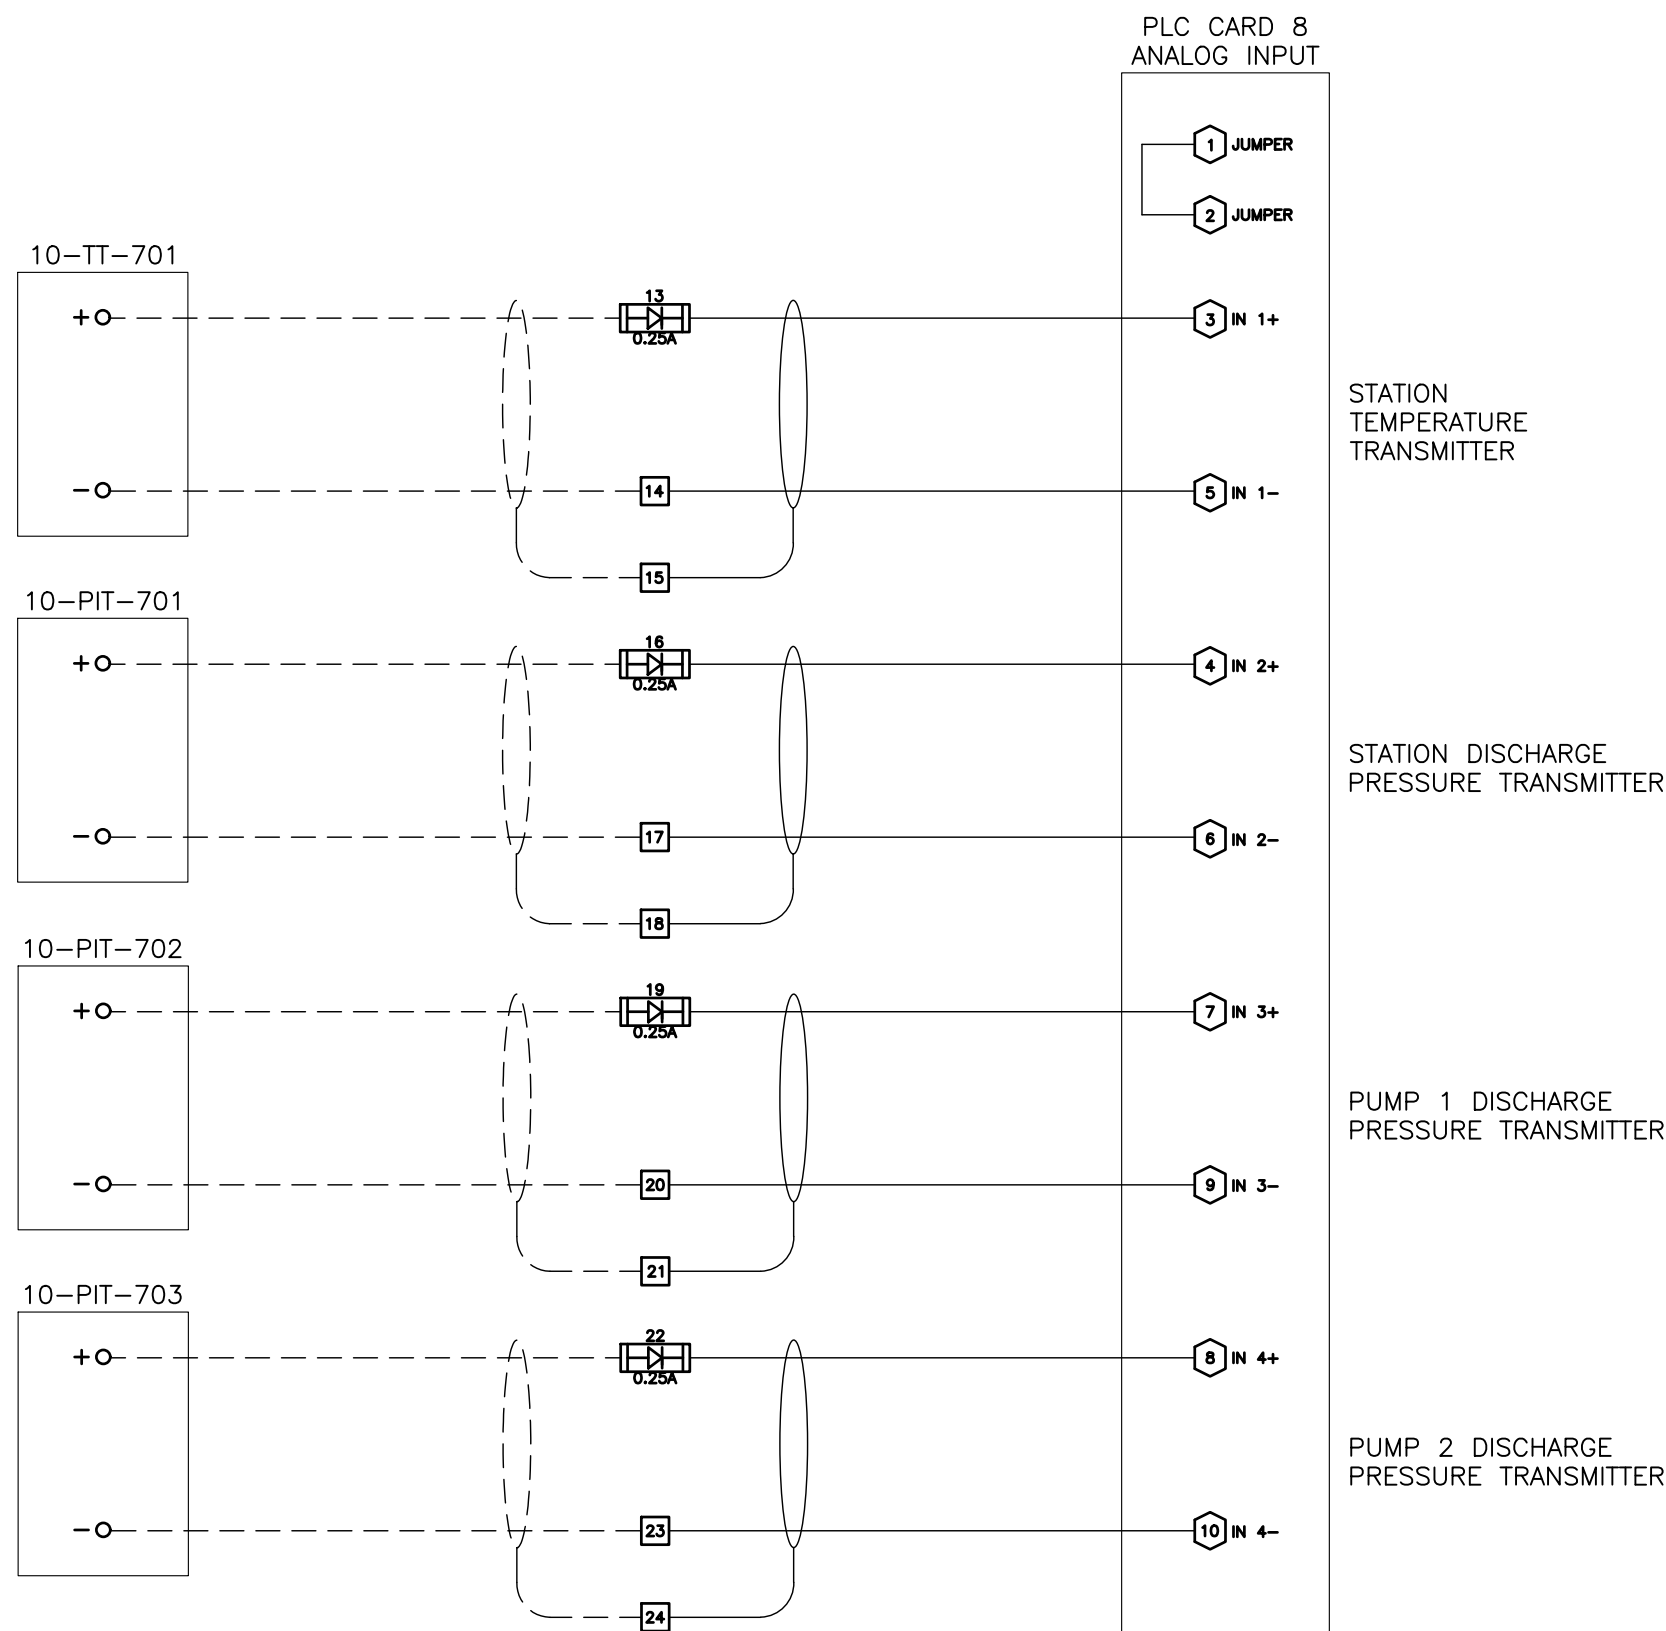 PLC CARD 8
ANALOG INPUT
1 JUMPER
2 JUMPER
10-TT-701
+
13
0.25A
3 IN 1+
STATION
TEMPERATURE
TRANSMITTER
-
14
5 IN 1-
15
10-PIT-701
+
16
0.25A
4 IN 2+
STATION DISCHARGE
PRESSURE TRANSMITTER
-
17
6 IN 2-
18
10-PIT-702
+
19
0.25A
7 IN 3+
PUMP 1 DISCHARGE
PRESSURE TRANSMITTER
-
20
9 IN 3-
21
10-PIT-703
+
22
0.25A
8 IN 4+
PUMP 2 DISCHARGE
PRESSURE TRANSMITTER
-
23
10 IN 4-
24